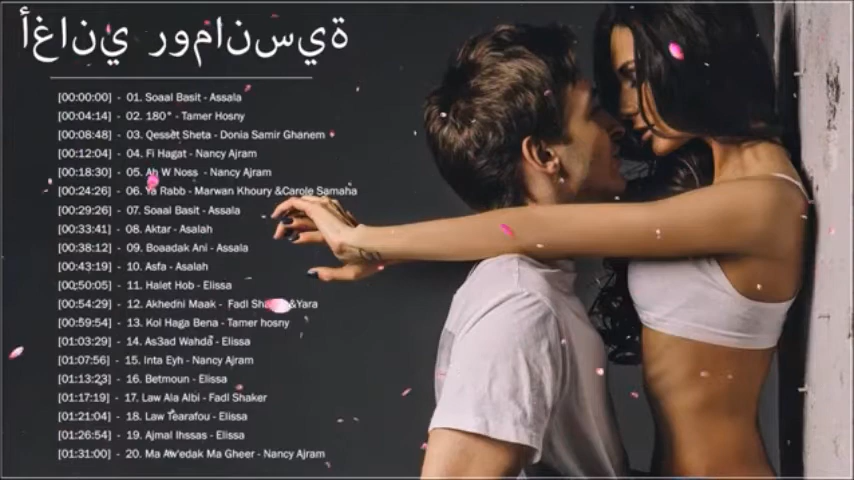 أغاني رومانسية
[00:00:00] - 01. Soaal Basit - Assala
[00:04:14] - 02. 180° - Tamer Hosny
[00:08:48] - 03. Qesset Sheta - Donia Samir Ghanem
[00:12:04] - 04. Fi Hagat - Nancy Ajram
[00:18:30] - 05. Ah W Noss - Nancy Ajram
[00:24:26] - 06. Ya Rabb - Marwan Khoury &Carole Samaha
[00:29:26] - 07. Soaal Basit - Assala
[00:33:41] - 08. Aktar - Asalah
[00:38:12] - 09. Boaadak Ani - Assala
[00:43:19] - 10. Asfa - Asalah
[00:50:05] - 11. Halet Hob - Elissa
[00:54:29] - 12. Akhedni Maak - Fadl &Yara
[00:59:54] - 13. Kol Haga Bena - Tamer hosny
[01:03:29] - 14. As3ad Wahda - Elissa
[01:07:56] - 15. Inta Eyh - Nancy Ajram
[01:13:23] - 16. Betmoun - Elissa
[01:17:19] - 17. Law Ala Albi - Fadl Shaker
[01:21:04] - 18. Law Tearafou - Elissa
[01:26:54] - 19. Ajmal Ihssas - Elissa
[01:31:00] - 20. Ma Aw'edak Ma Gheer - Nancy Ajram